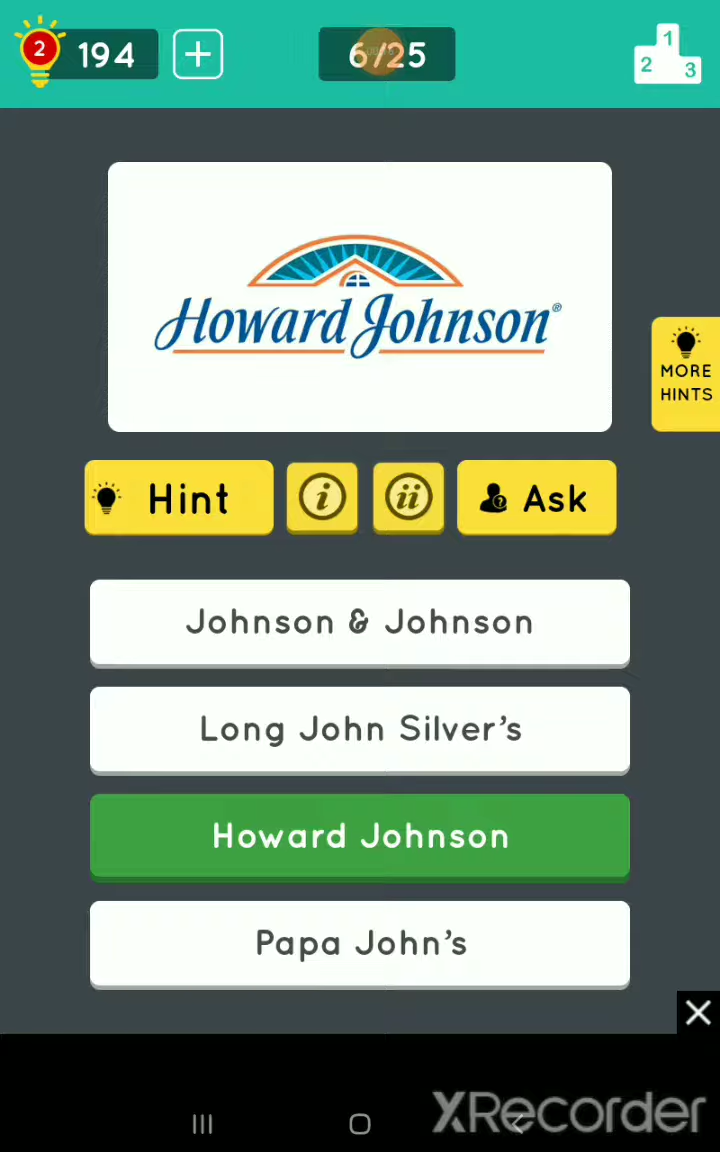 2 194 + 6/25 1 2 3
Howard Johnson®
MORE
HINTS
Hint i ii Ask
Johnson & Johnson
Long John Silver's
Howard Johnson
Papa John's
XRecorder